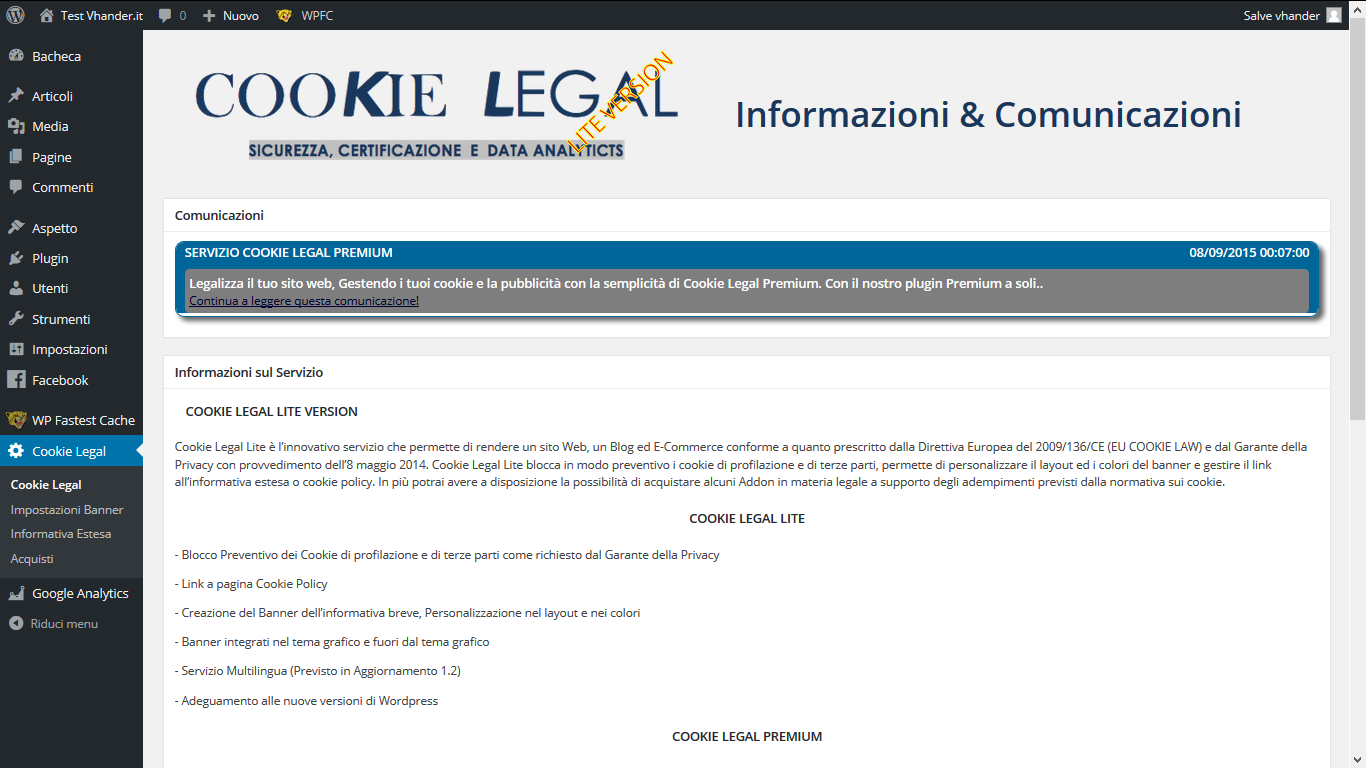 Test Vhander.it 0 Nuovo WPFC Salve vhander
Bacheca
Articoli
Media
Pagine
Commenti
Aspetto
Plugin
Utenti
Strumenti
Impostazioni
Facebook
WP Fastest Cache
Cookie Legal
Cookie Legal
Impostazioni Banner
Informativa Estesa
Acquisti
Google Analytics
Riduci menu
COOKIE LEGAL
LITE VERSION
SICUREZZA, CERTIFICAZIONE E DATA ANALYTICTS
Informazioni & Comunicazioni
Comunicazioni
SERVIZIO COOKIE LEGAL PREMIUM 08/09/2015 00:07:00
Legalizza il tuo sito web, Gestendo i tuoi cookie e la pubblicità con la semplicità di Cookie Legal Premium. Con il nostro plugin Premium a soli..
Continua a leggere questa comunicazione!
Informazioni sul Servizio
COOKIE LEGAL LITE VERSION
Cookie Legal Lite è l'innovativo servizio che permette di rendere un sito Web, un Blog ed E-Commerce conforme a quanto prescritto dalla Direttiva Europea del 2009/136/CE (EU COOKIE LAW) e dal Garante della
Privacy con provvedimento dell'8 maggio 2014. Cookie Legal Lite blocca in modo preventivo i cookie di profilazione e di terze parti, permette di personalizzare il layout ed i colori del banner e gestire il link
all'informativa estesa o cookie policy. In più potrai avere a disposizione la possibilità di acquistare alcuni Addon in materia legale a supporto degli adempimenti previsti dalla normativa sui cookie.
COOKIE LEGAL LITE
- Blocco Preventivo dei Cookie di profilazione e di terze parti come richiesto dal Garante della Privacy
- Link a pagina Cookie Policy
- Creazione del Banner dell'informativa breve, Personalizzazione nel layout e nei colori
- Banner integrati nel tema grafico e fuori dal tema grafico
- Servizio Multilingua (Previsto in Aggiornamento 1.2)
- Adeguamento alle nuove versioni di Wordpress
COOKIE LEGAL PREMIUM